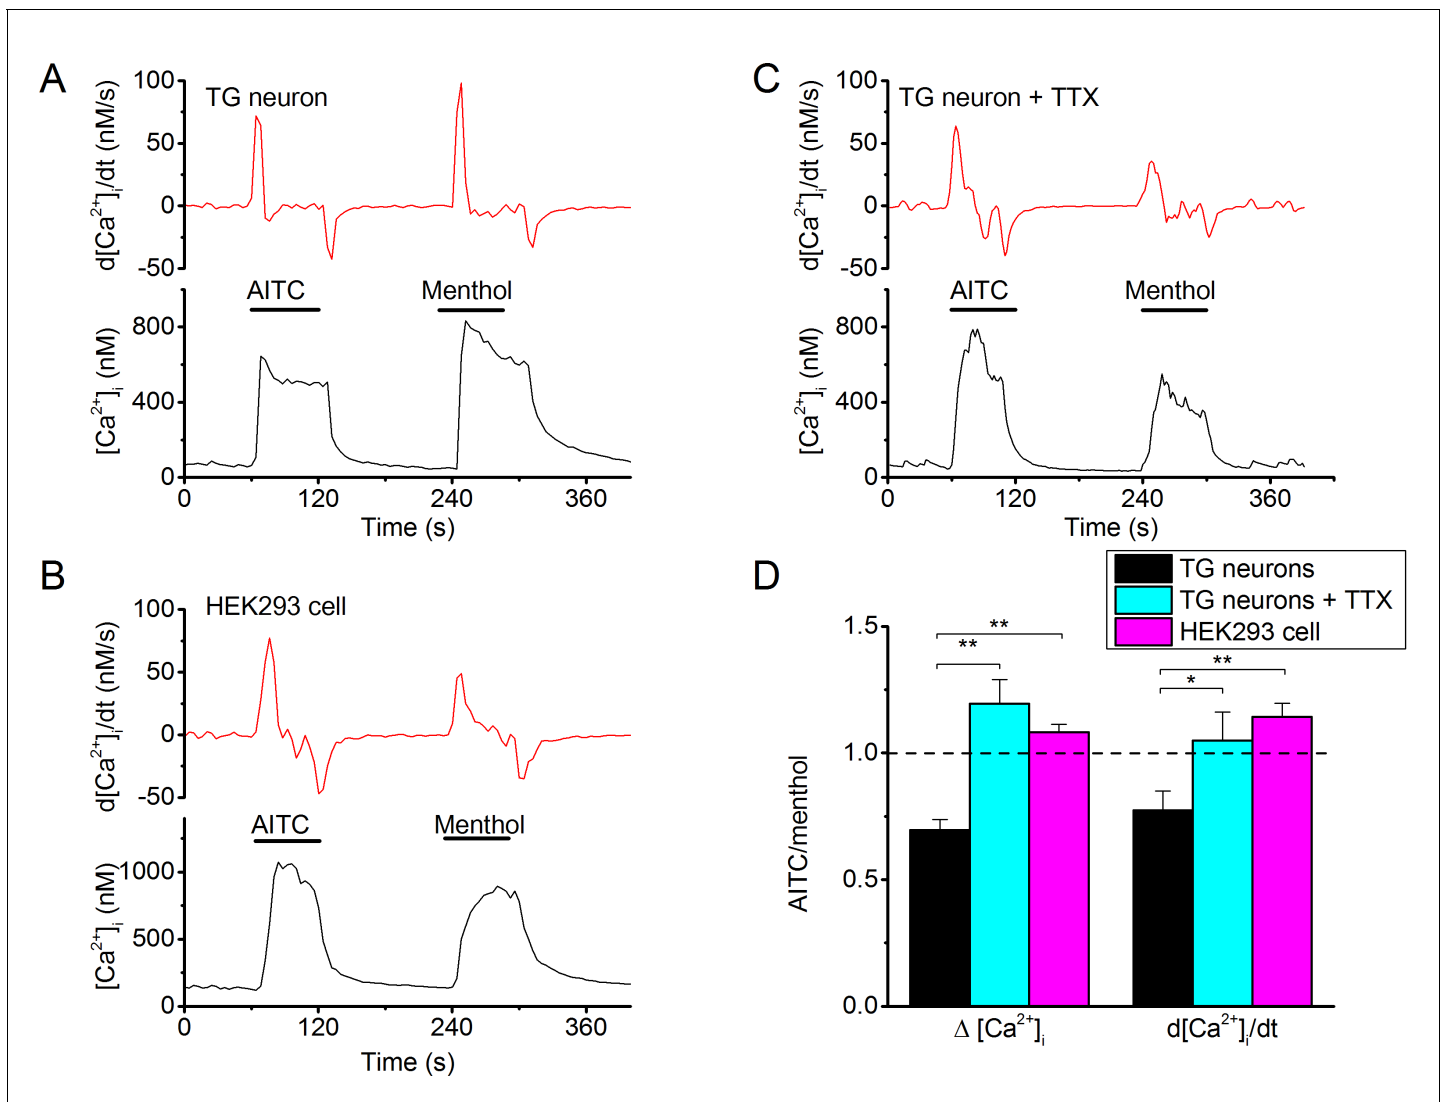 A
TG neuron
d[Ca2+]i/dt (nM/s)
100
50
0
-50
AITC
Menthol
[Ca2+]i (nM)
800
400
0
0 120 240 360
Time (s)
B
HEK293 cell
d[Ca2+]i/dt (nM/s)
100
50
0
-50
AITC
Menthol
[Ca2+]i (nM)
1000
500
0
0 120 240 360
Time (s)
C
TG neuron + TTX
d[Ca2+]i/dt (nM/s)
100
50
0
-50
AITC
Menthol
[Ca2+]i (nM)
800
400
0
0 120 240 360
Time (s)
D
TG neurons
TG neurons + TTX
HEK293 cell
AITC/menthol
1.5
1.0
0.5
0.0
**
**
**
*
Δ [Ca2+]i
d[Ca2+]i/dt